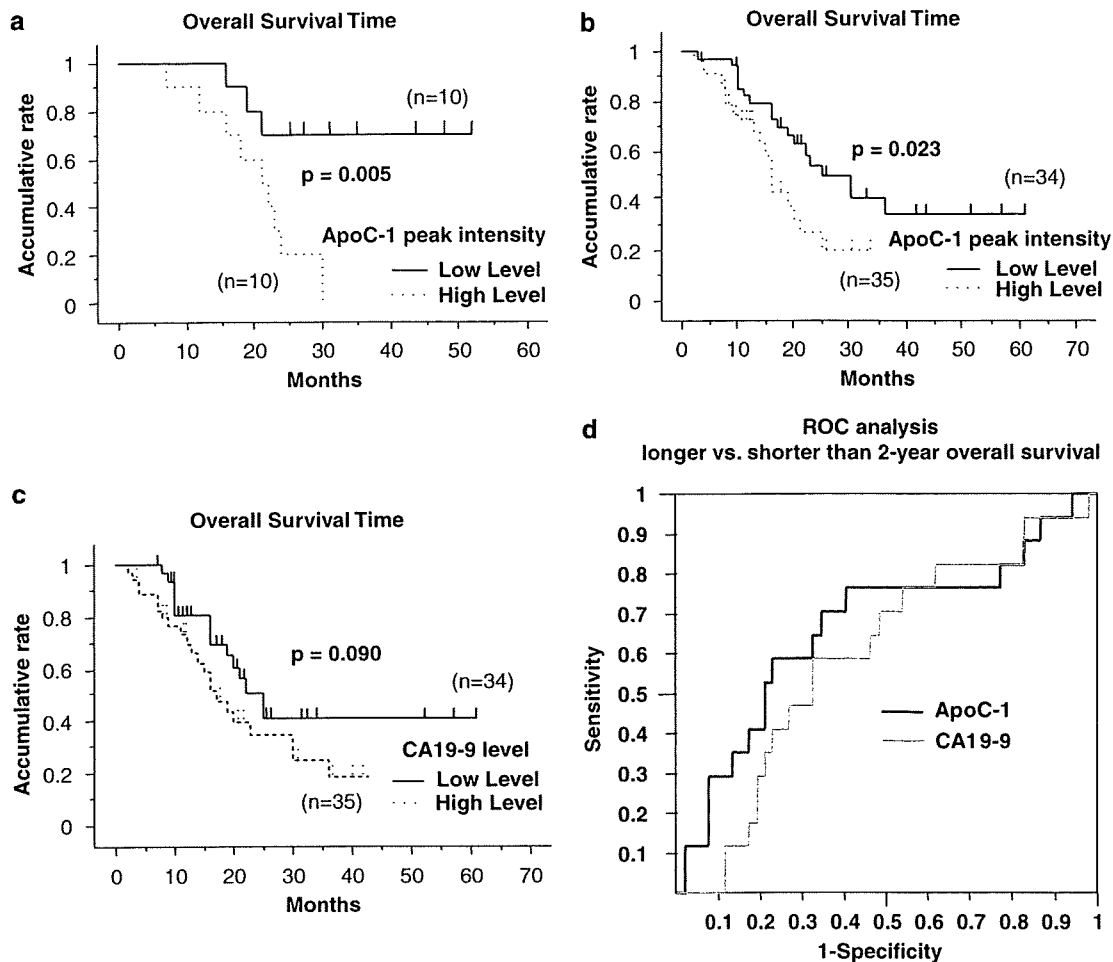 a
Overall Survival Time
Accumulative rate
1
0.8
0.6
0.4
0.2
0
(n=10)
p = 0.005
ApoC-1 peak intensity
Low Level
High Level
(n=10)
0 10 20 30 40 50 60
Months
b
Overall Survival Time
Accumulative rate
1
0.8
0.6
0.4
0.2
0
p = 0.023
(n=34)
ApoC-1 peak intensity
Low Level
High Level
(n=35)
0 10 20 30 40 50 60 70
Months
c
Overall Survival Time
Accumulative rate
1
0.8
0.6
0.4
0.2
0
p = 0.090
(n=34)
CA19-9 level
Low Level
High Level
(n=35)
0 10 20 30 40 50 60 70
Months
d
ROC analysis
longer vs. shorter than 2-year overall survival
Sensitivity
1
0.9
0.8
0.7
0.6
0.5
0.4
0.3
0.2
0.1
ApoC-1
CA19-9
0.1 0.2 0.3 0.4 0.5 0.6 0.7 0.8 0.9 1
1-Specificity